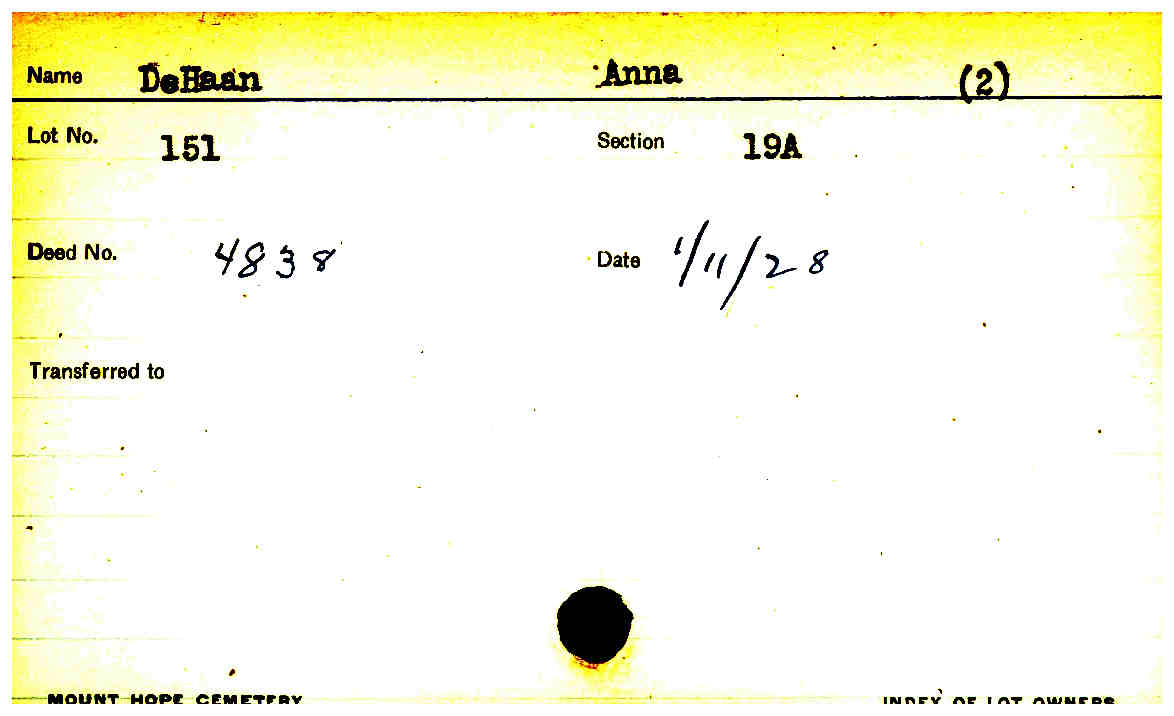 Name DeHaan Anna (2)
Lot No. 151 Section 19A
Deed No. 4838 Date 1/11/28
Transferred to
MOUNT HOPE CEMETERY INDEX OF LOT OWNERS